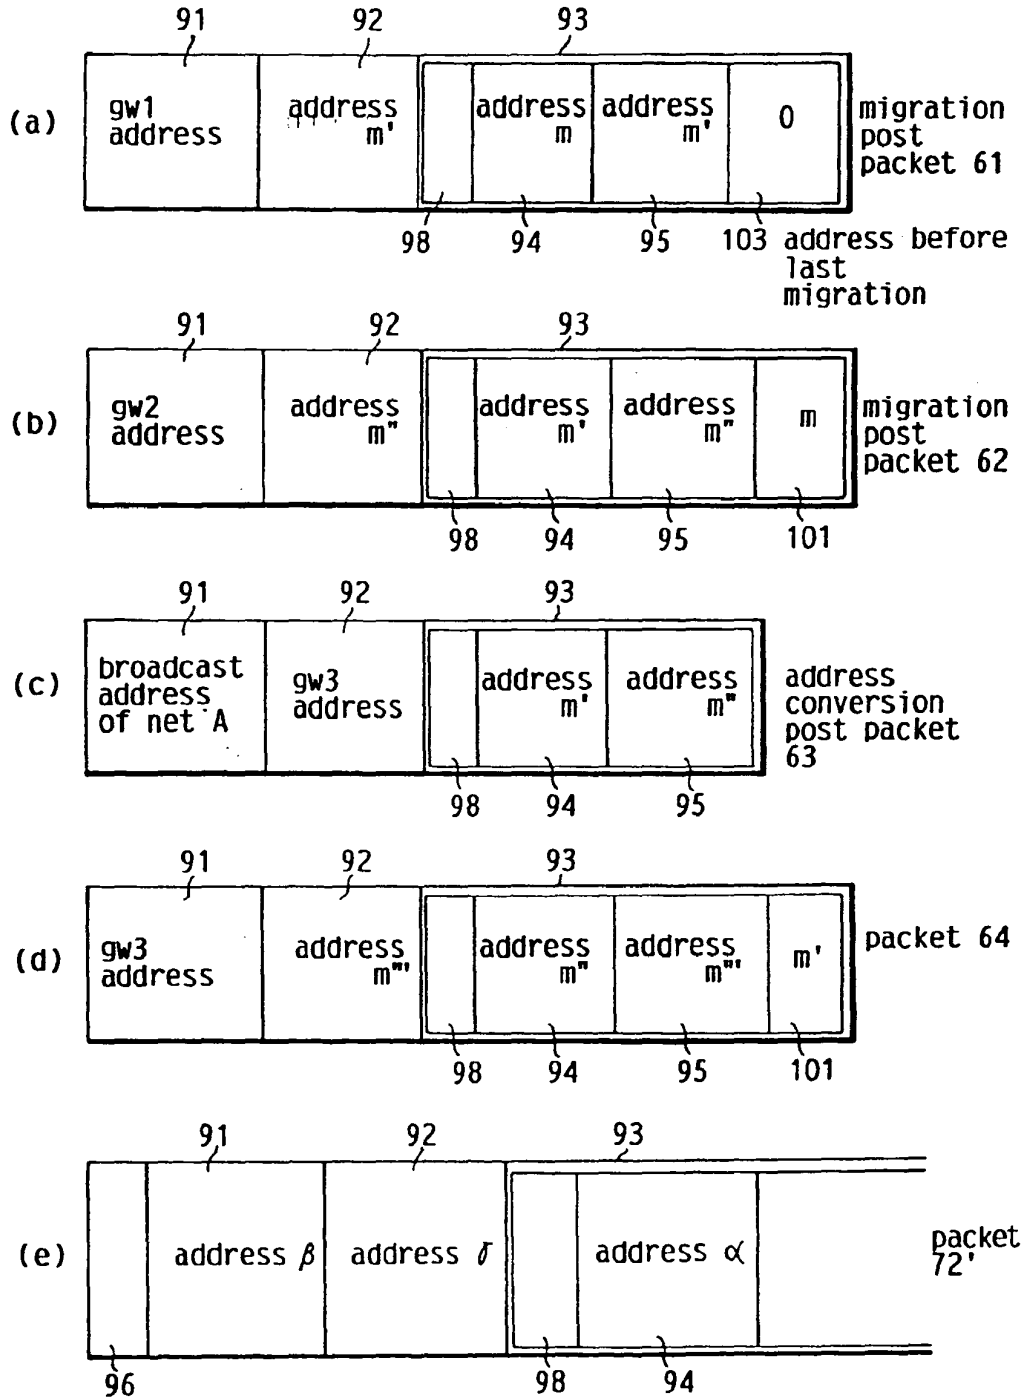 91 92 93
(a) gw1 address address m' address m address m' 0 migration post packet 61
98 94 95 103 address before last migration
91 92 93
(b) gw2 address address m" address m' address m" m migration post packet 62
98 94 95 101
91 92 93
(c) broadcast address of net A gw3 address address m' address m" address conversion post packet 63
98 94 95
91 92 93
(d) gw3 address address m"' address m" address m"' m' packet 64
98 94 95 101
91 92 93
(e) address β address γ address α packet 72'
96 98 94